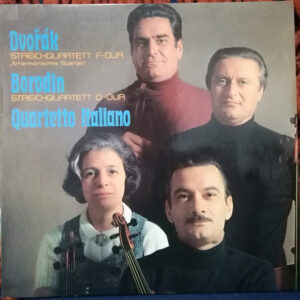 Dvořák
STREICHQUARTETT F-DUR
"Amerikanisches Quartett"
Borodin
STREICHQUARTETT D-DUR
Quartetto Italiano